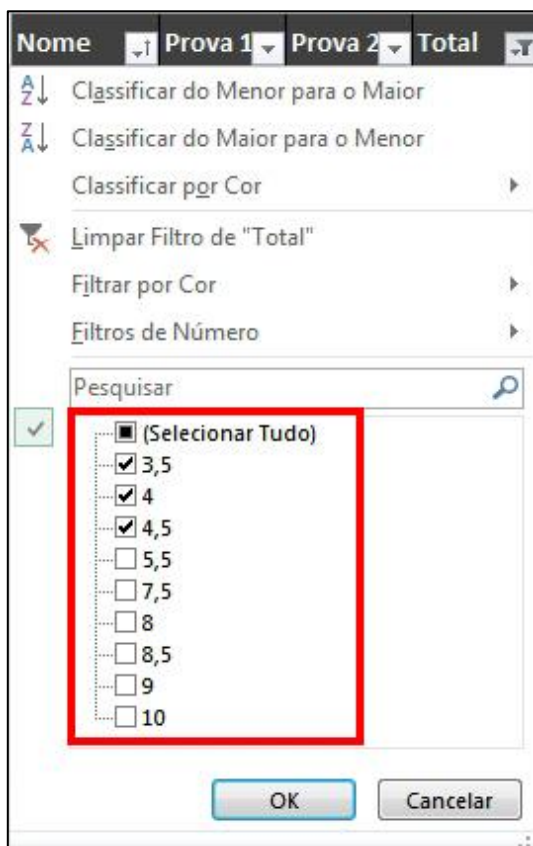 Nome Prova 1 Prova 2 Total
Classificar do Menor para o Maior
Classificar do Maior para o Menor
Classificar por Cor
Limpar Filtro de "Total"
Filtrar por Cor
Filtros de Número
Pesquisar
(Selecionar Tudo)
3,5
4
4,5
5,5
7,5
8
8,5
9
10
OK Cancelar